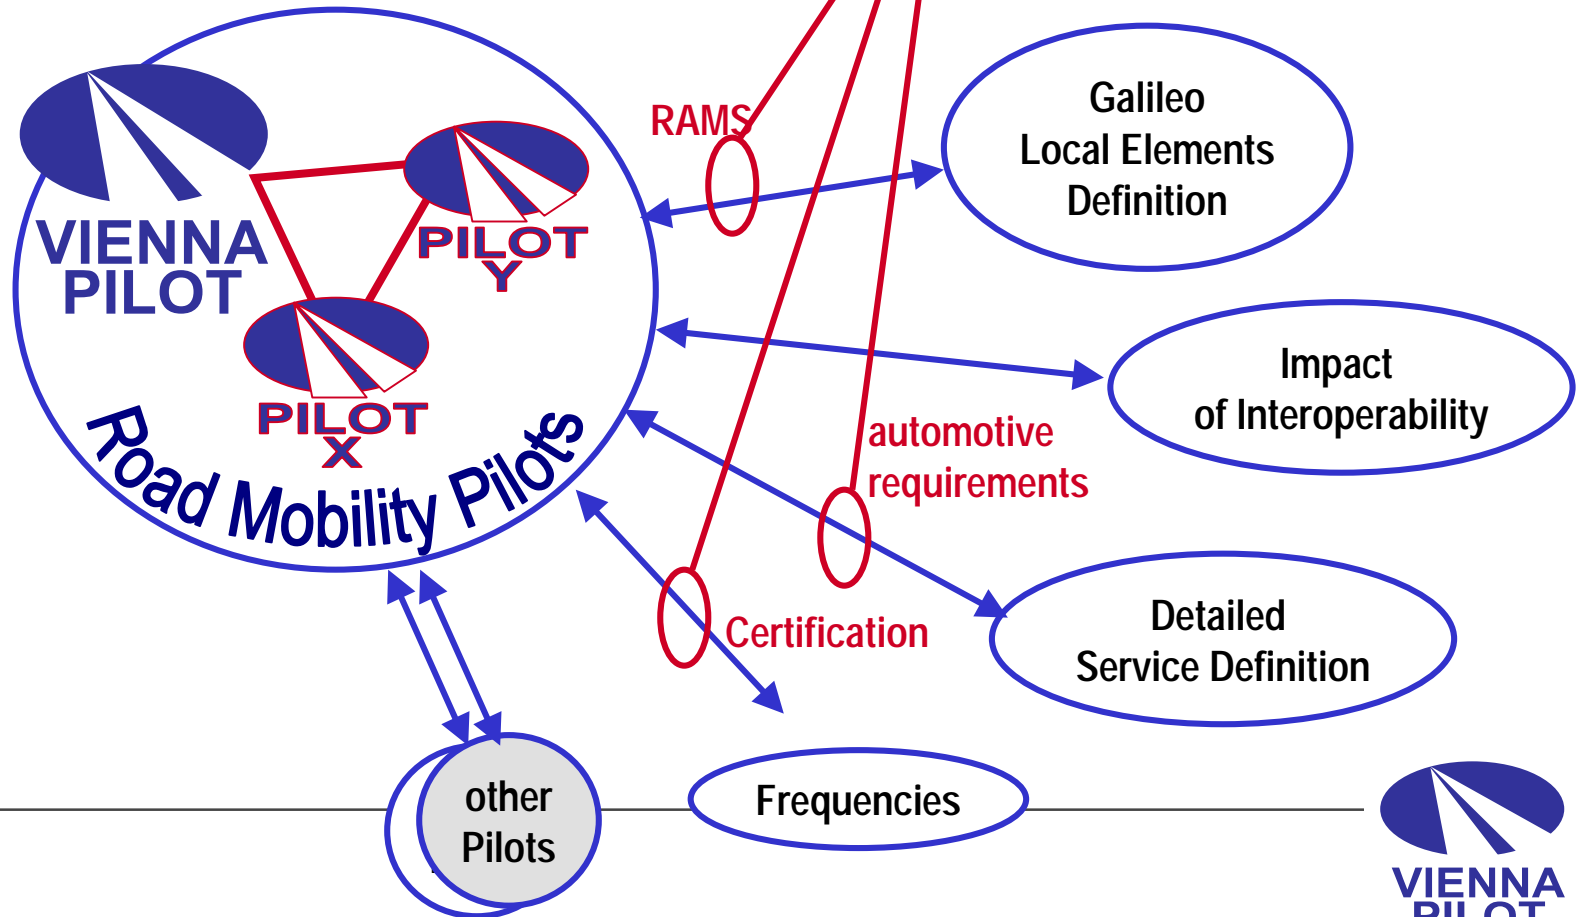 RAMS
Galileo
Local Elements
Definition
VIENNA
PILOT
PILOT
Y
PILOT
X
Road Mobility Pilots
Impact
of Interoperability
automotive
requirements
Certification
Detailed
Service Definition
other
Pilots
Frequencies
VIENNA
PILOT